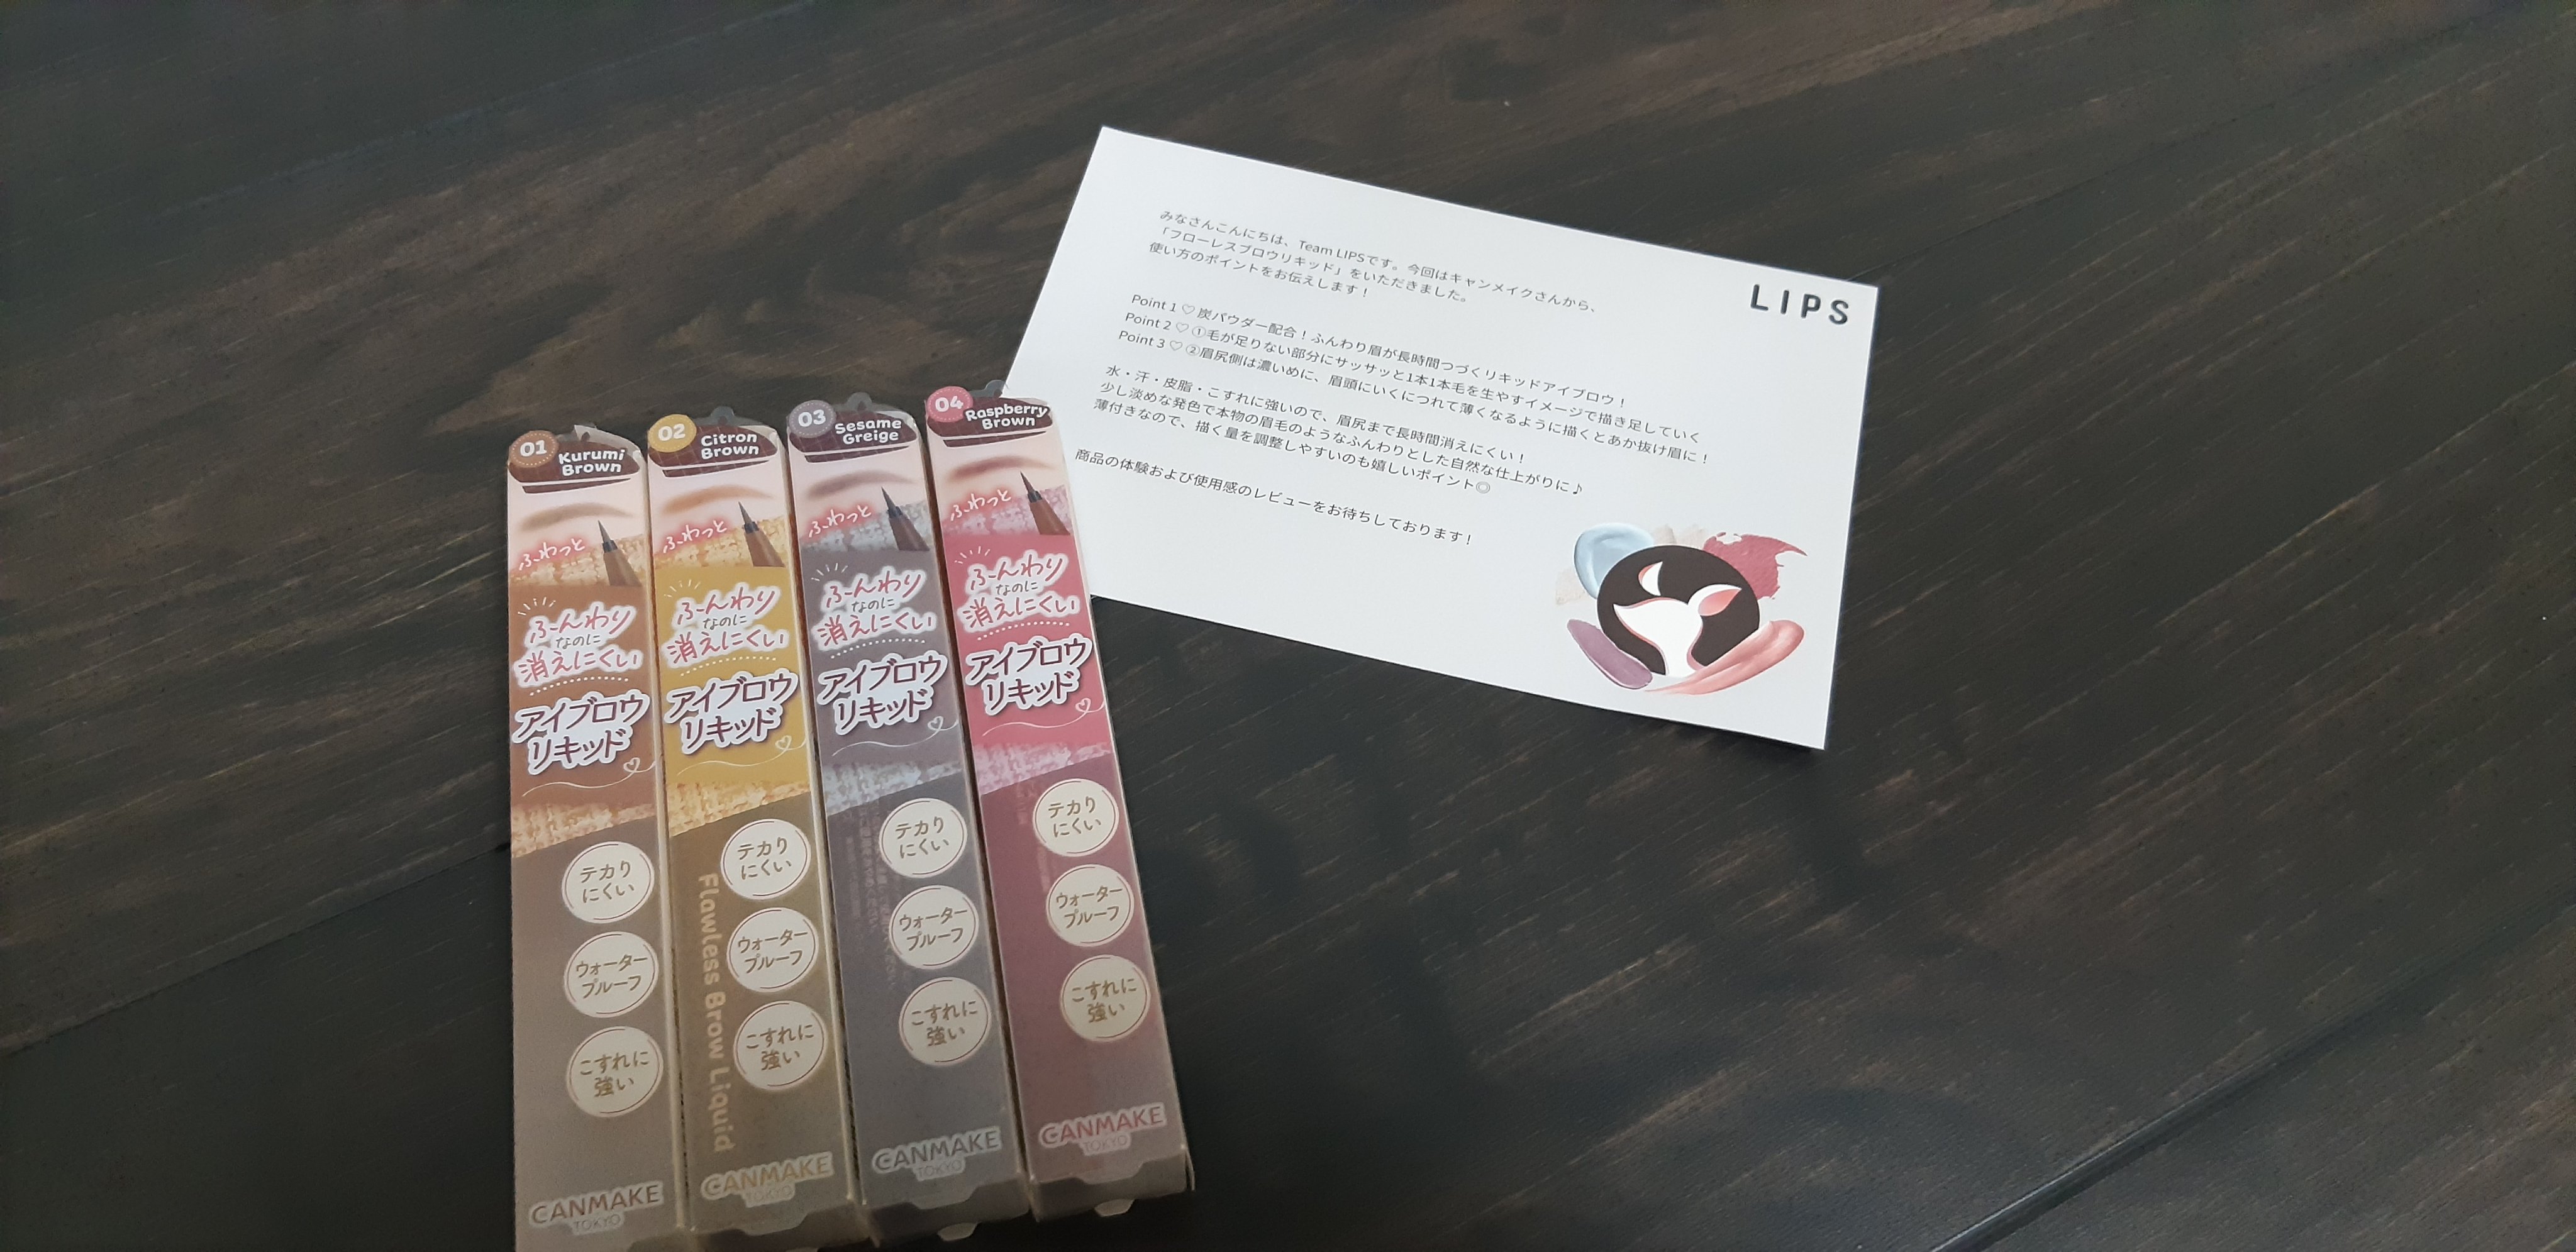 01
Kurumi
Brown
ふわっと
ふーんわり
なのに
消えにくい
アイブロウ
リキッド
テカり
にくい
ウォーター
プルーフ
こすれに
強い
CANMAKE
TOKYO
02
Citron
Brown
ふわっと
ふーんわり
なのに
消えにくい
アイブロウ
リキッド
テカり
にくい
ウォーター
プルーフ
こすれに
強い
Flawless Brow Liquid
CANMAKE
TOKYO
03
Sesame
Greige
ふわっと
ふーんわり
なのに
消えにくい
アイブロウ
リキッド
テカり
にくい
ウォーター
プルーフ
こすれに
強い
CANMAKE
TOKYO
04
Raspberry
Brown
ふわっと
ふーんわり
なのに
消えにくい
アイブロウ
リキッド
テカり
にくい
ウォーター
プルーフ
こすれに
強い
CANMAKE
TOKYO
LIPS
みなさんこんにちは、Team LIPSです。今回はキャンメイクさんから、
「フローレスブロウリキッド」をいただきました。
使い方のポイントをお伝えします！
Point 1 ♡ 炭パウダー配合！ふんわり眉が長時間つづくリキッドアイブロウ！
Point 2 ♡ ①毛が足りない部分にサッサッと1本1本毛を生やすイメージで描き足していく
Point 3 ♡ ②眉尻側は濃いめに、眉頭にいくにつれて薄くなるように描くとあか抜け眉に！
水・汗・皮脂・こすれに強いので、眉尻まで長時間消えにくい！
少し淡めな発色で本物の眉毛のようなふんわりとした自然な仕上がりに♪
薄付きなので、描く量を調整しやすいのも嬉しいポイント◎
商品の体験および使用感のレビューをお待ちしております！